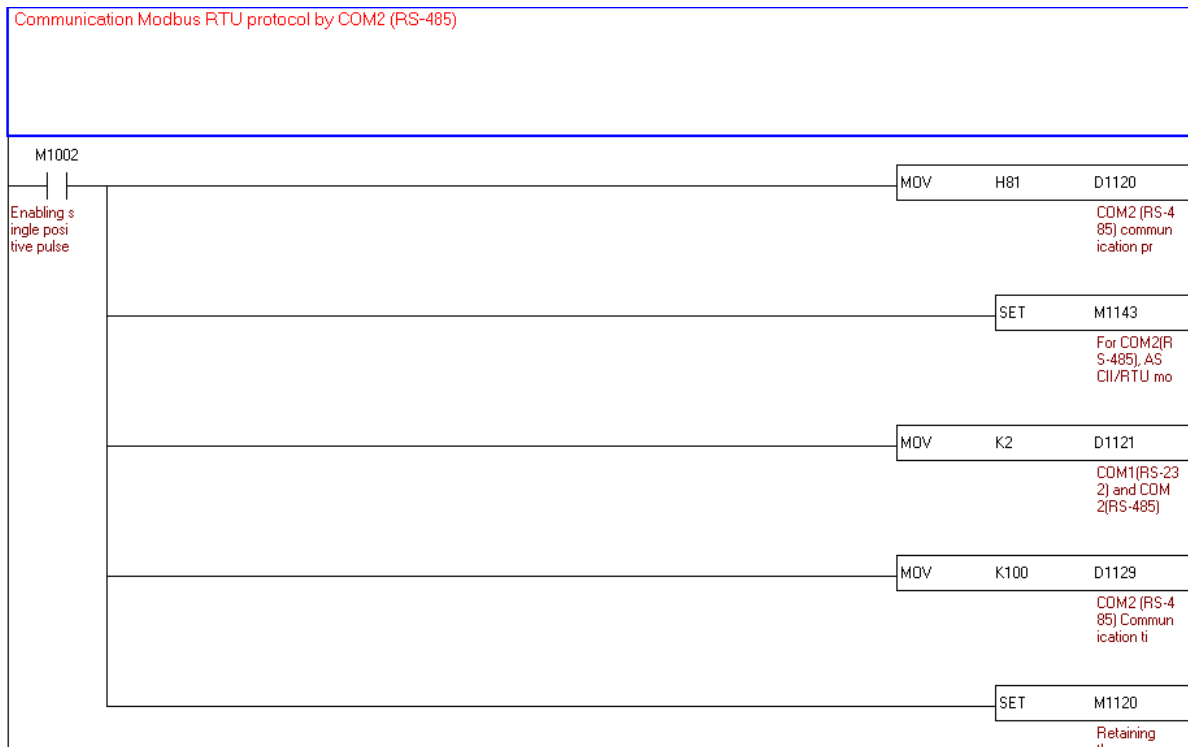 Communication Modbus RTU protocol by COM2 (RS-485)
M1002
Enabling s
ingle posi
tive pulse
MOV H81 D1120
COM2 (RS-4
85) commun
ication pr
SET M1143
For COM2(R
S-485), AS
CII/RTU mo
MOV K2 D1121
COM1(RS-23
2) and COM
2(RS-485)
MOV K100 D1129
COM2 (RS-4
85) Commun
ication ti
SET M1120
Retaining